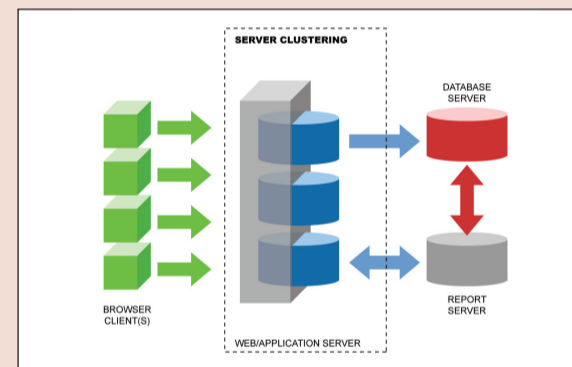 SERVER CLUSTERING
DATABASE
SERVER
BROWSER
CLIENT(S)
REPORT
SERVER
WEB/APPLICATION SERVER